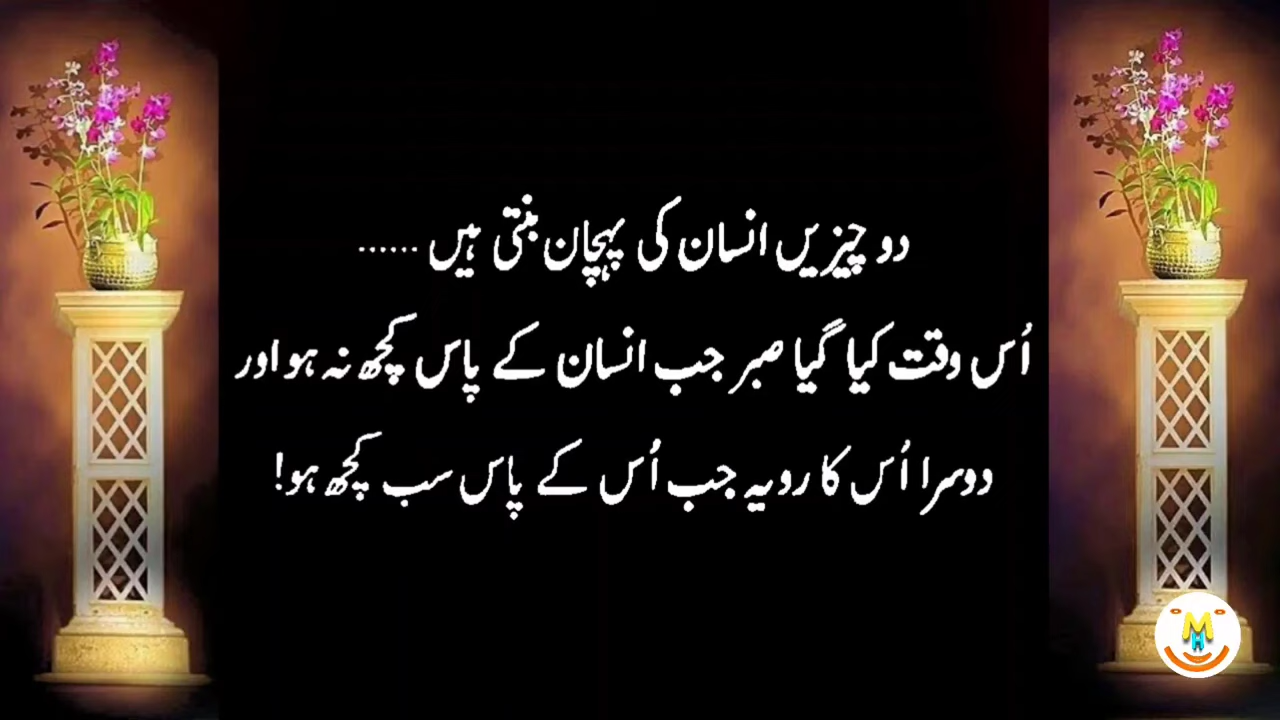 دو چیزیں انسان کی پہچان بنتی ہیں ......
اُس وقت کیا گیا صبر جب انسان کے پاس کچھ نہ ہو اور
دوسرا اُس کا رویہ جب اُس کے پاس سب کچھ ہو!
M
H